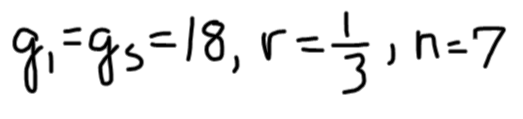 g₁=g₅=18, r=1/3, n=7